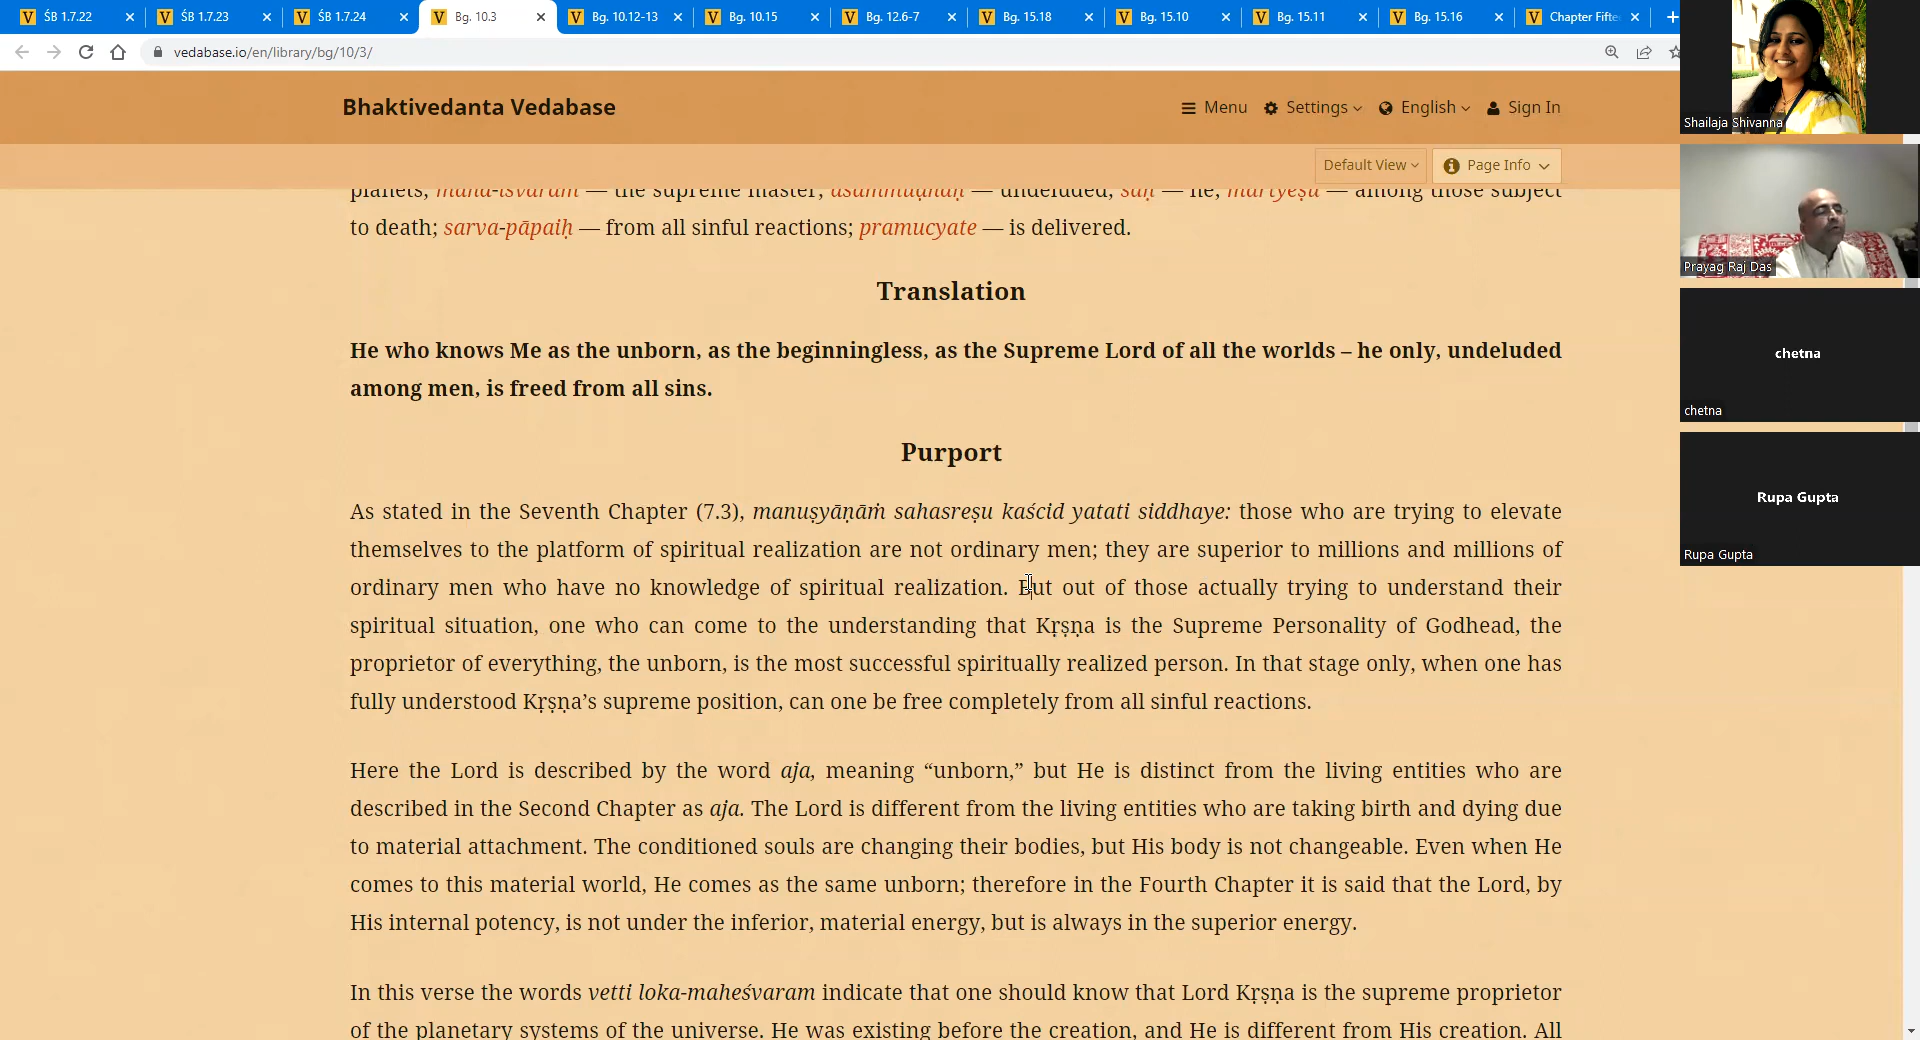 ŚB 1.7.22
ŚB 1.7.23
ŚB 1.7.24
Bg. 10.3
Bg. 10.12-13
Bg. 10.15
Bg. 12.6-7
Bg. 15.18
Bg. 15.10
Bg. 15.11
Bg. 15.16
Chapter Fifte
vedabase.io/en/library/bg/10/3/
Bhaktivedanta Vedabase
Menu Settings English Sign In
Default View Page Info
planets; mahā-īśvaram — the supreme master; asammūḍhaḥ — undeluded; saḥ — he; martyeṣu — among those subject
to death; sarva-pāpaiḥ — from all sinful reactions; pramucyate — is delivered.
Translation
He who knows Me as the unborn, as the beginningless, as the Supreme Lord of all the worlds – he only, undeluded
among men, is freed from all sins.
Purport
As stated in the Seventh Chapter (7.3), manuṣyāṇāṁ sahasreṣu kaścid yatati siddhaye: those who are trying to elevate
themselves to the platform of spiritual realization are not ordinary men; they are superior to millions and millions of
ordinary men who have no knowledge of spiritual realization. But out of those actually trying to understand their
spiritual situation, one who can come to the understanding that Kṛṣṇa is the Supreme Personality of Godhead, the
proprietor of everything, the unborn, is the most successful spiritually realized person. In that stage only, when one has
fully understood Kṛṣṇa’s supreme position, can one be free completely from all sinful reactions.
Here the Lord is described by the word aja, meaning “unborn,” but He is distinct from the living entities who are
described in the Second Chapter as aja. The Lord is different from the living entities who are taking birth and dying due
to material attachment. The conditioned souls are changing their bodies, but His body is not changeable. Even when He
comes to this material world, He comes as the same unborn; therefore in the Fourth Chapter it is said that the Lord, by
His internal potency, is not under the inferior, material energy, but is always in the superior energy.
In this verse the words vetti loka-maheśvaram indicate that one should know that Lord Kṛṣṇa is the supreme proprietor
of the planetary systems of the universe. He was existing before the creation, and He is different from His creation. All
Shailaja Shivanna
Prayag Raj Das
chetna
chetna
Rupa Gupta
Rupa Gupta